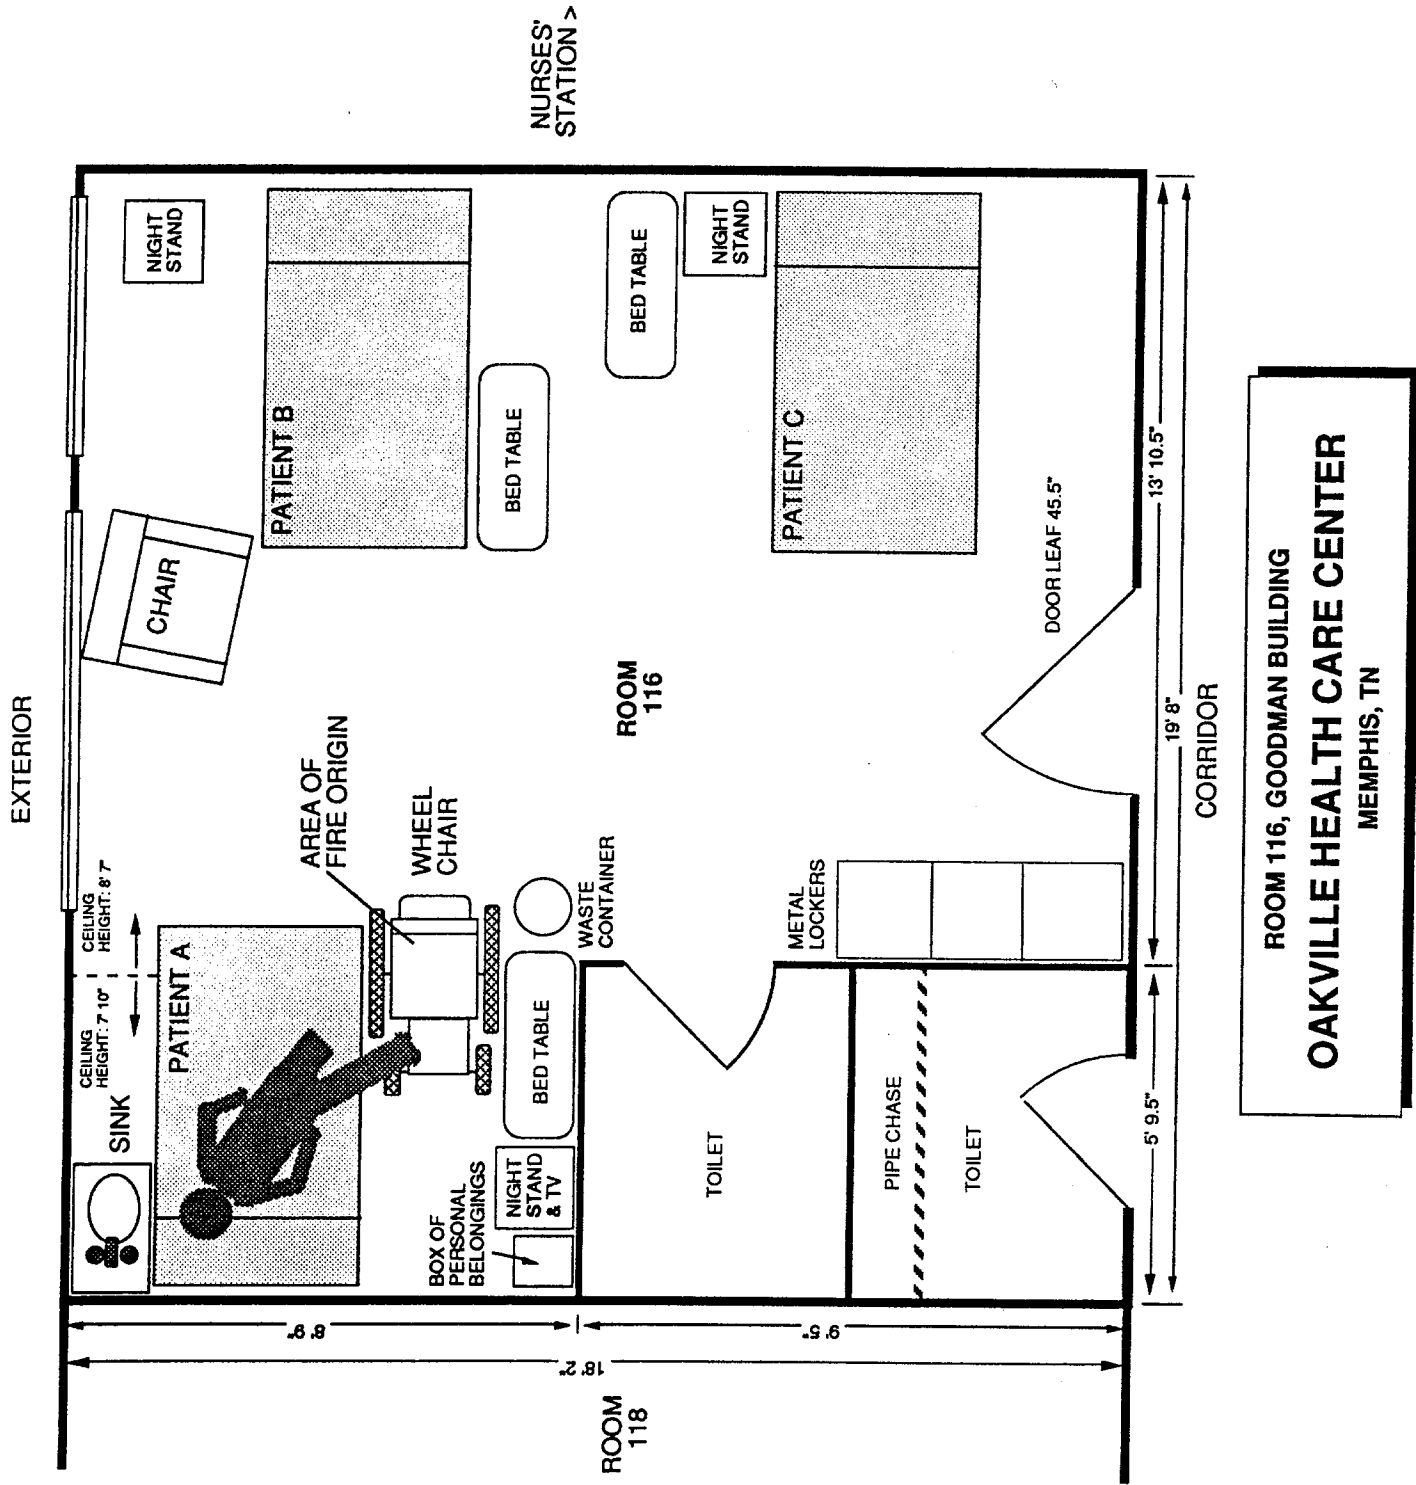 EXTERIOR
NURSES'
STATION >
NIGHT
STAND
PATIENT B
BED TABLE
BED TABLE
NIGHT
STAND
PATIENT C
CHAIR
ROOM
116
DOOR LEAF 45.5"
AREA OF
FIRE ORIGIN
WHEEL
CHAIR
CEILING
HEIGHT: 8' 7"
CEILING
HEIGHT: 7' 10"
SINK
PATIENT A
WASTE
CONTAINER
BED TABLE
NIGHT
STAND
& TV
BOX OF
PERSONAL
BELONGINGS
METAL
LOCKERS
TOILET
PIPE CHASE
TOILET
8' 9"
9'5"
18' 2"
ROOM
118
5' 9.5"
13' 10.5"
19' 8"
CORRIDOR
ROOM 116, GOODMAN BUILDING
OAKVILLE HEALTH CARE CENTER
MEMPHIS, TN